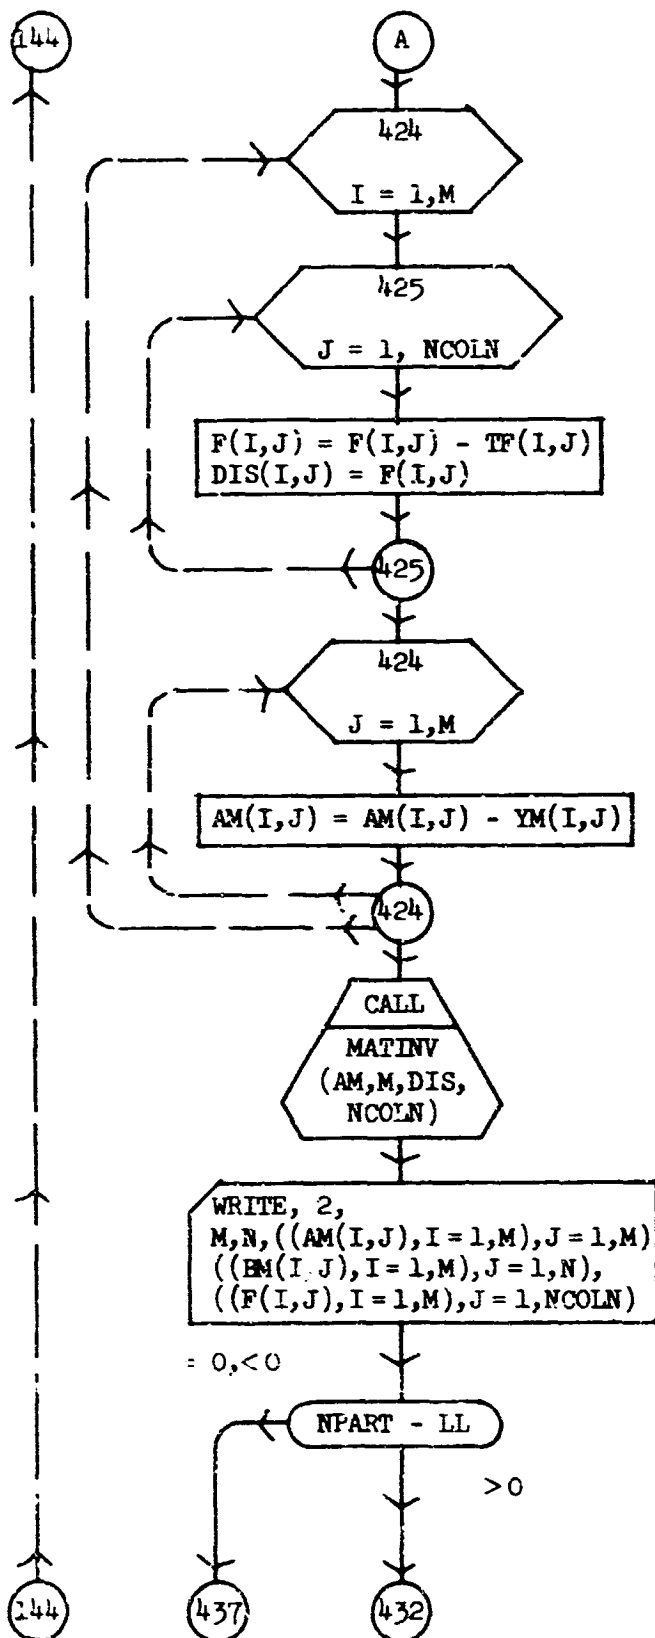 144
A
424
I = 1,M
425
J = 1, NCOLN
F(I,J) = F(I,J) - TF(I,J)
DIS(I,J) = F(I,J)
425
424
J = 1,M
AM(I,J) = AM(I,J) - YM(I,J)
424
CALL
MATINV
(AM,M,DIS,
NCOLN)
WRITE, 2,
M,N,((AM(I,J),I=1,M),J=1,M)
((BM(I,J),I=1,M),J=1,N),
((F(I,J),I=1,M),J=1,NCOLN)
= 0,<0
NPART - LL
>0
144
437
432